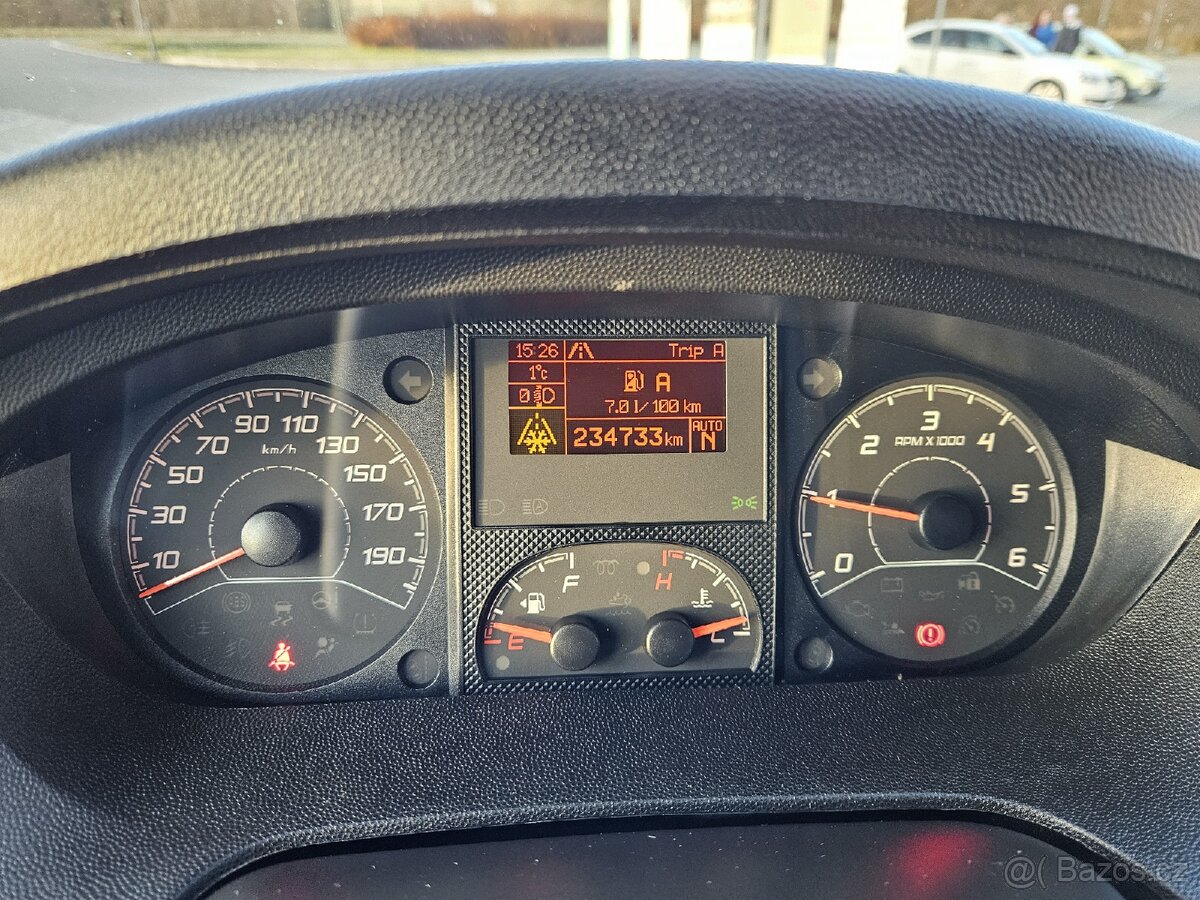 15:26
Trip A
1°c
A
0
7.0 l/100 km
234733km
AUTO
N
10
30
50
70
90
110
130
150
170
190
km/h
F
E
H
C
0
1
2
3
4
5
6
RPM X 1000
@ Bazos.cz